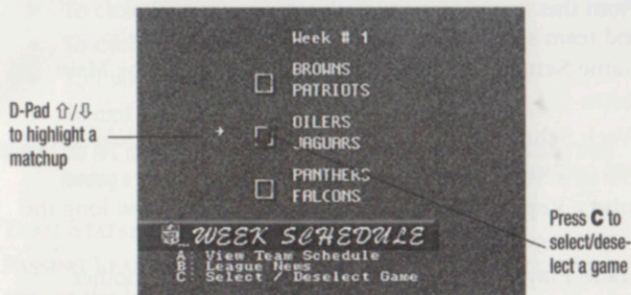 Week # 1
BROWNS
PATRIOTS
D-Pad ⇧/⇩
to highlight a
matchup
OILERS
JAGUARS
PANTHERS
FALCONS
Press C to
select/dese-
lect a game
WEEK SCHEDULE
A: View Team Schedule
B: League News
C: Select / Deselect Game